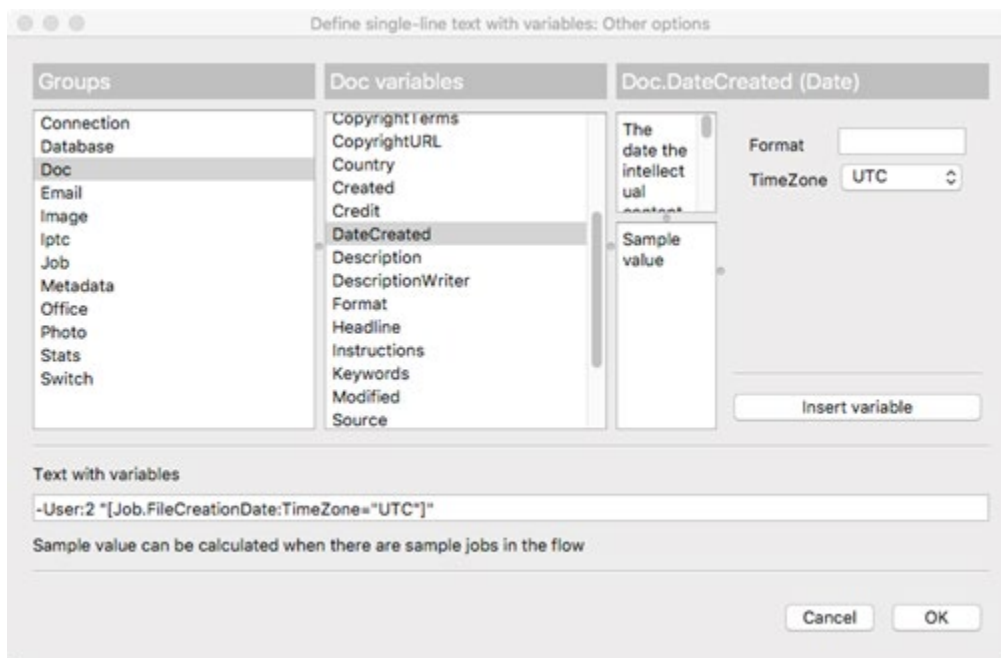 Define single-line text with variables: Other options
Groups
Doc variables
Doc.DateCreated (Date)
Connection
Database
Doc
Email
Image
Iptc
Job
Metadata
Office
Photo
Stats
Switch
CopyrightTerms
CopyrightURL
Country
Created
Credit
DateCreated
Description
DescriptionWriter
Format
Headline
Instructions
Keywords
Modified
Source
The
date the
intellect
ual
content
Sample
value
Format
TimeZone UTC
Insert variable
Text with variables
-User:2 "[Job.FileCreationDate:TimeZone="UTC"]"
Sample value can be calculated when there are sample jobs in the flow
Cancel OK